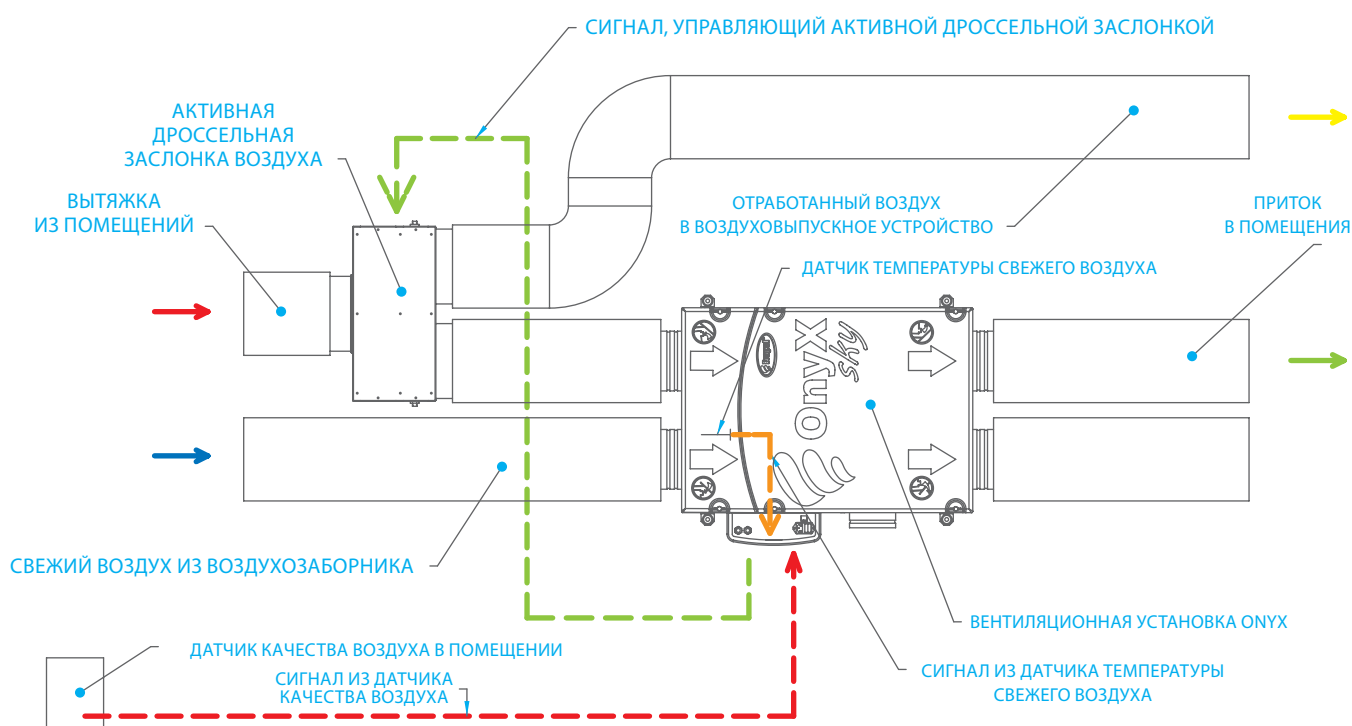 СИГНАЛ, УПРАВЛЯЮЩИЙ АКТИВНОЙ ДРОССЕЛЬНОЙ ЗАСЛОНКОЙ
АКТИВНАЯ
ДРОССЕЛЬНАЯ
ЗАСЛОНКА ВОЗДУХА
ВЫТЯЖКА
ИЗ ПОМЕЩЕНИЙ
ОТРАБОТАННЫЙ ВОЗДУХ
В ВОЗДУХОВЫПУСКНОЕ УСТРОЙСТВО
ПРИТОК
В ПОМЕЩЕНИЯ
ДАТЧИК ТЕМПЕРАТУРЫ СВЕЖЕГО ВОЗДУХА
onyX
sky
СВЕЖИЙ ВОЗДУХ ИЗ ВОЗДУХОЗАБОРНИКА
ВЕНТИЛЯЦИОННАЯ УСТАНОВКА ONYX
ДАТЧИК КАЧЕСТВА ВОЗДУХА В ПОМЕЩЕНИИ
СИГНАЛ ИЗ ДАТЧИКА
КАЧЕСТВА ВОЗДУХА
СИГНАЛ ИЗ ДАТЧИКА ТЕМПЕРАТУРЫ
СВЕЖЕГО ВОЗДУХА